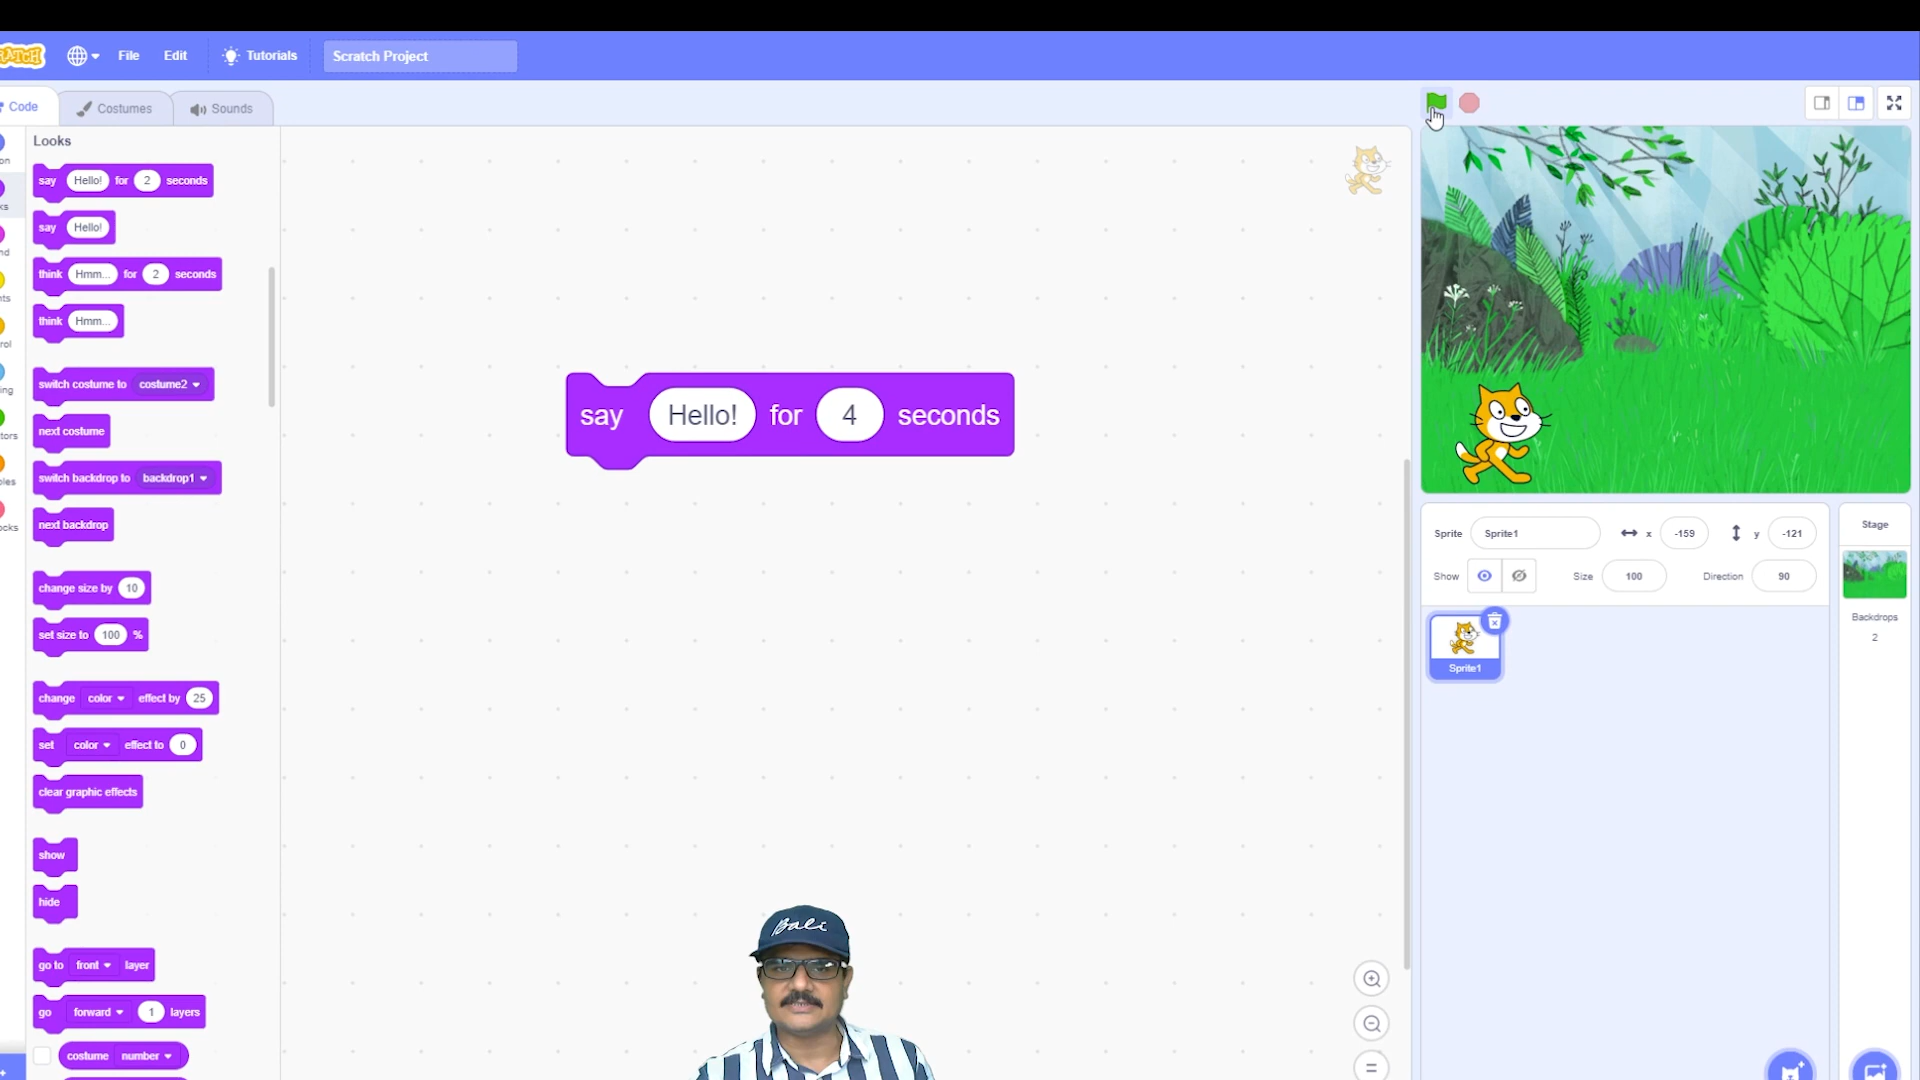 File Edit Tutorials Scratch Project
Code Costumes Sounds
Looks
say Hello! for 2 seconds
say Hello!
think Hmm... for 2 seconds
think Hmm...
switch costume to costume2
next costume
switch backdrop to backdrop1
next backdrop
change size by 10
set size to 100 %
change color effect by 25
set color effect to 0
clear graphic effects
show
hide
go to front layer
go forward 1 layers
costume number
say Hello! for 4 seconds
Bali
Sprite Sprite1 x -159 y -121
Show Size 100 Direction 90
Sprite1
Stage
Backdrops
2